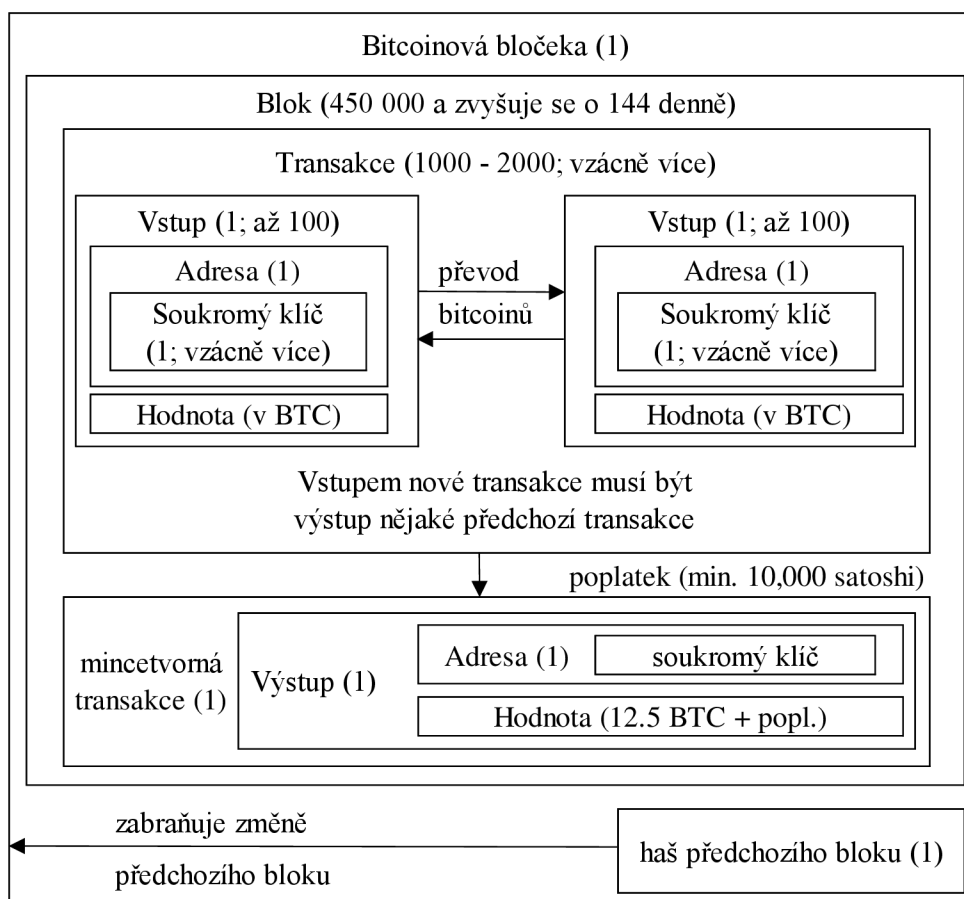 Bitcoinová bločeka (1)
Blok (450 000 a zvyšuje se o 144 denně)
Transakce (1000 - 2000; vzácně více)
Vstup (1; až 100)
Adresa (1)
Soukromý klíč
(1; vzácně více)
Hodnota (v BTC)
převod
bitcoinů
Vstup (1; až 100)
Adresa (1)
Soukromý klíč
(1; vzácně více)
Hodnota (v BTC)
Vstupem nové transakce musí být
výstup nějaké předchozí transakce
poplatek (min. 10,000 satoshi)
mincetvorná
transakce (1)
Výstup (1)
Adresa (1)
soukromý klíč
Hodnota (12.5 BTC + popl.)
zabraňuje změně
předchozího bloku
haš předchozího bloku (1)